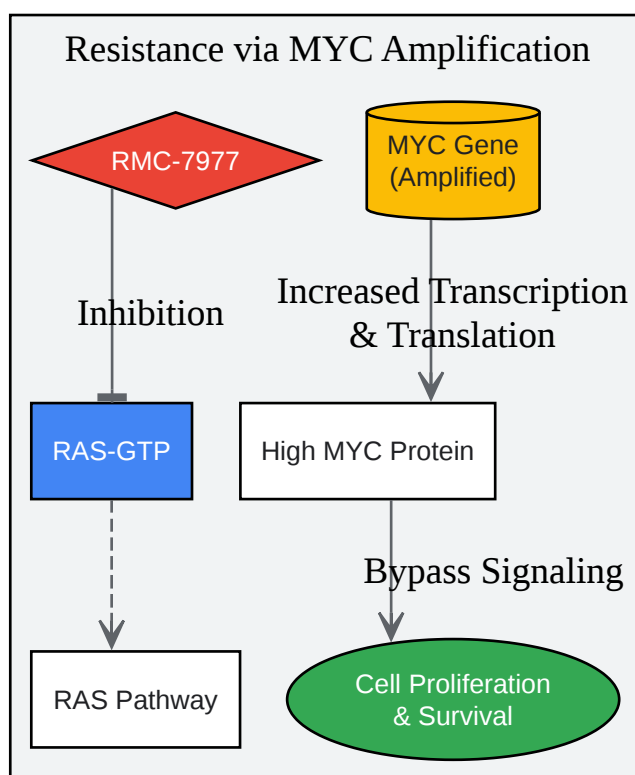 Resistance via MYC Amplification
RMC-7977
MYC Gene
(Amplified)
Inhibition
Increased Transcription
& Translation
RAS-GTP
High MYC Protein
Bypass Signaling
RAS Pathway
Cell Proliferation
& Survival